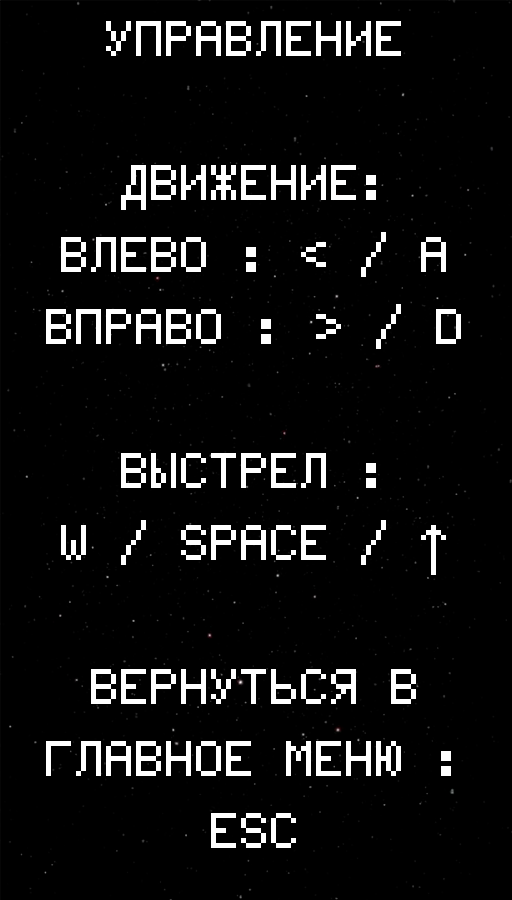 УПРАВЛЕНИЕ
ДВИЖЕНИЕ:
ВЛЕВО : < / A
ВПРАВО : > / D
ВЫСТРЕЛ :
W / SPACE / ↑
ВЕРНУТЬСЯ В
ГЛАВНОЕ МЕНЮ :
ESC